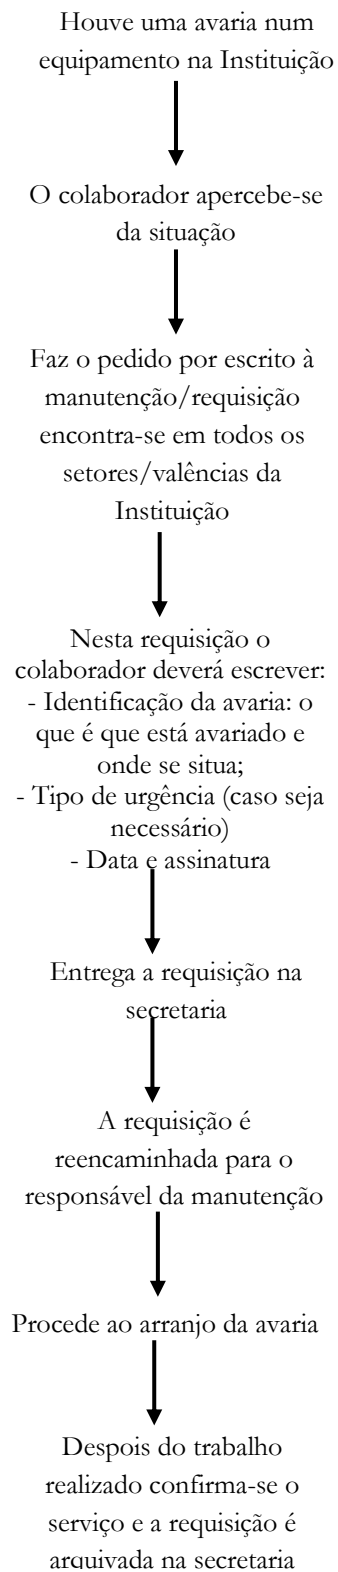 Houve uma avaria num
equipamento na Instituição
O colaborador apercebe-se
da situação
Faz o pedido por escrito à
manutenção/requisição
encontra-se em todos os
setores/valências da
Instituição
Nesta requisição o
colaborador deverá escrever:
- Identificação da avaria: o
que é que está avariado e
onde se situa;
- Tipo de urgência (caso seja
necessário)
- Data e assinatura
Entrega a requisição na
secretaria
A requisição é
reencaminhada para o
responsável da manutenção
Procede ao arranjo da avaria
Despois do trabalho
realizado confirma-se o
serviço e a requisição é
arquivada na secretaria